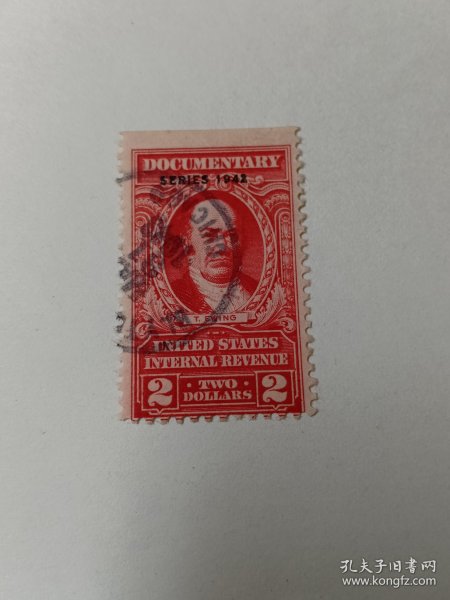 DOCUMENTARY
SERIES 1942
T. EWING
UNITED STATES
INTERNAL REVENUE
2 · TWO DOLLARS · 2
孔夫子旧书网
www.kongfz.com